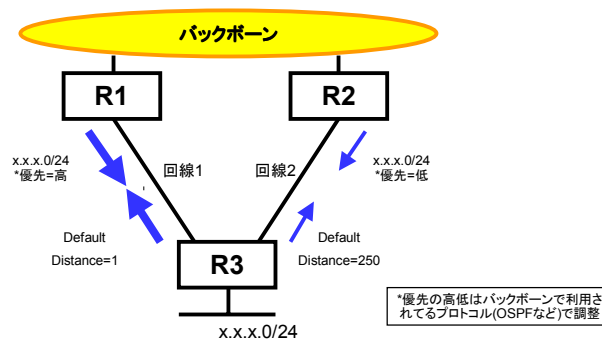 バックボーン
R1
R2
x.x.x.0/24
*優先=高
回線1
回線2
x.x.x.0/24
*優先=低
Default
Distance=1
Default
Distance=250
R3
x.x.x.0/24
*優先の高低はバックボーンで利用さ
れてるプロトコル(OSPFなど)で調整